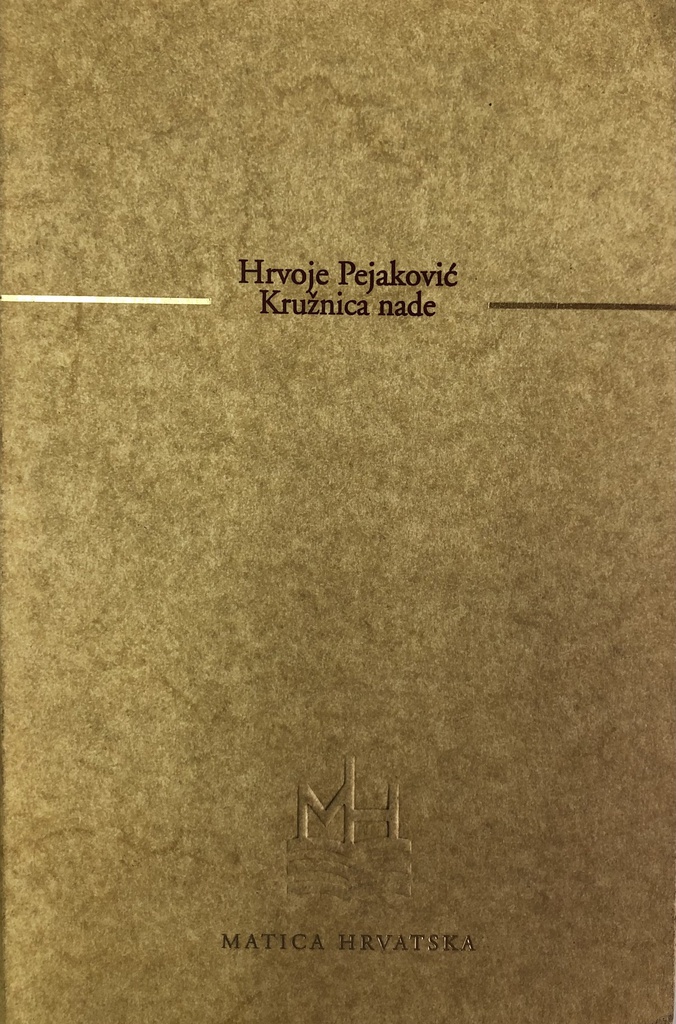 Hrvoje Pejaković
Kružnica nade
MH
MATICA HRVATSKA